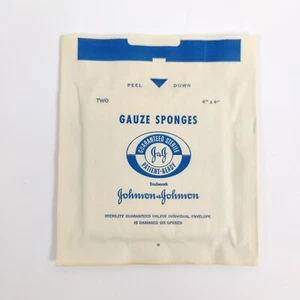 PEEL DOWN
TWO 4" x 4"
GAUZE SPONGES
GUARANTEED STERILE
J&J
PATIENT-READY
Trademark
Johnson & Johnson
STERILITY GUARANTEED UNLESS INDIVIDUAL ENVELOPE
IS DAMAGED OR OPENED